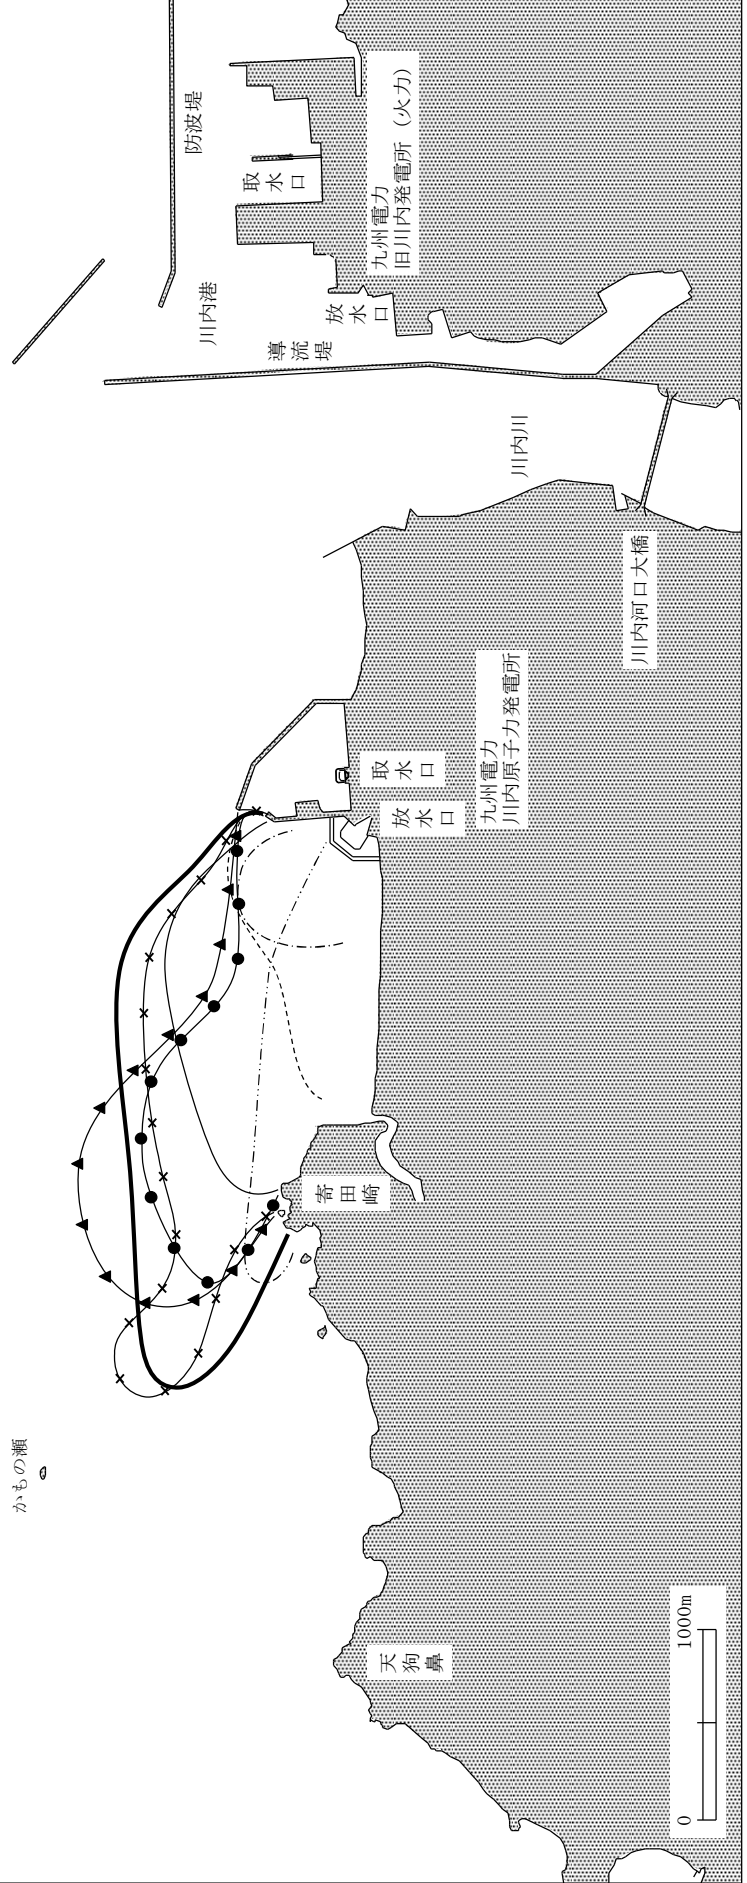 かもの瀬
天狗鼻
寄田崎
九州電力
川内原子力発電所
取水口
放水口
川内河口大橋
川内川
導流堤
川内港
放水口
九州電力
旧川内発電所（火力）
取水口
防波堤
0 1000m